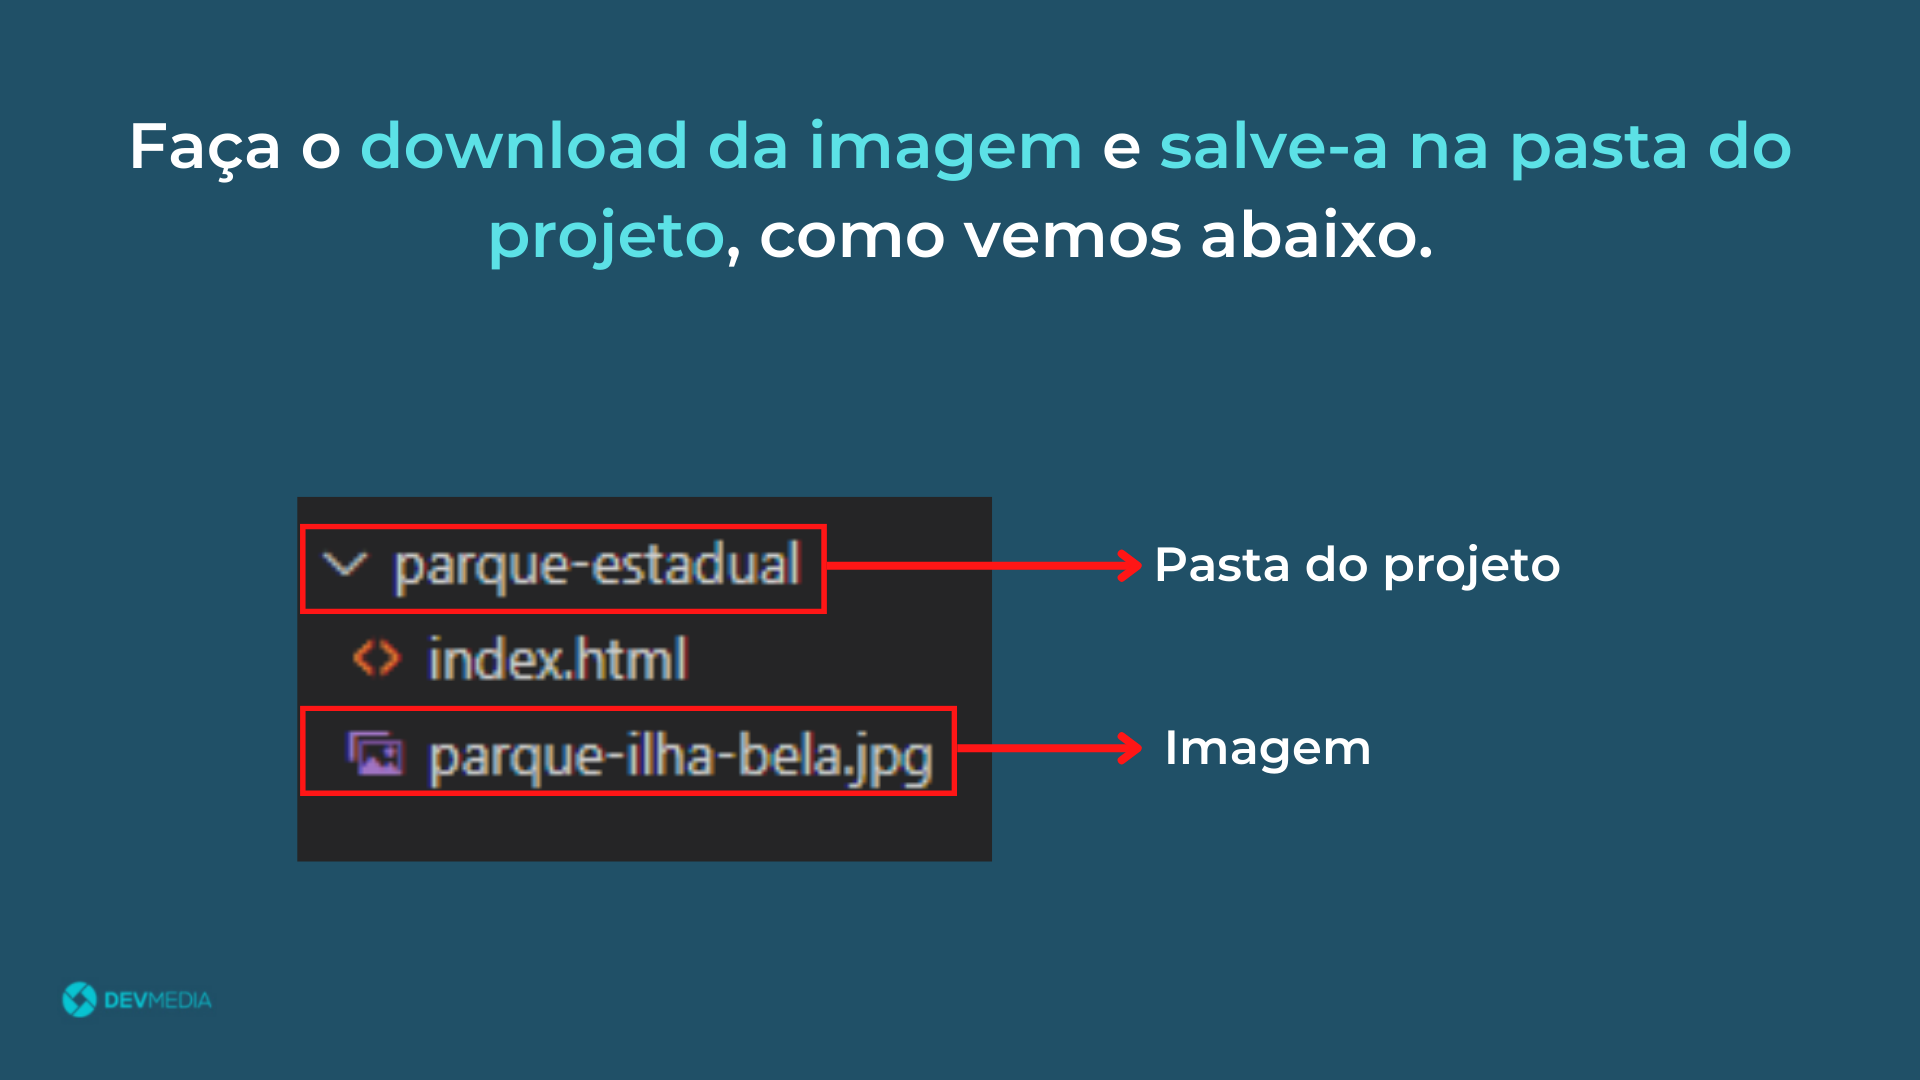 Faça o download da imagem e salve-a na pasta do
projeto, como vemos abaixo.
parque-estadual
Pasta do projeto
index.html
parque-ilha-bela.jpg
Imagem
DEVMEDIA